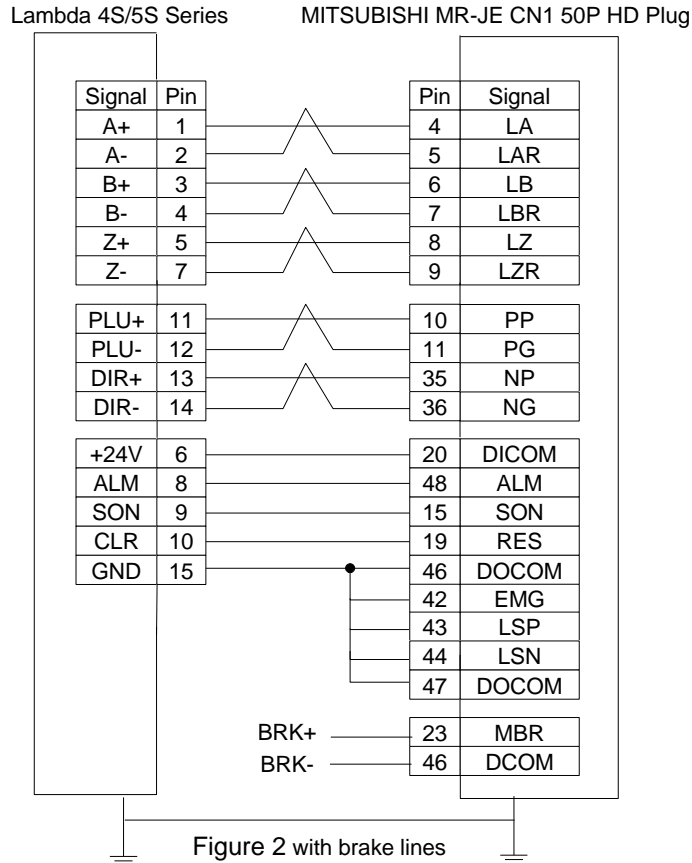 Lambda 4S/5S Series MITSUBISHI MR-JE CN1 50P HD Plug
Signal Pin Pin Signal
A+ 1 4 LA
A- 2 5 LAR
B+ 3 6 LB
B- 4 7 LBR
Z+ 5 8 LZ
Z- 7 9 LZR
PLU+ 11 10 PP
PLU- 12 11 PG
DIR+ 13 35 NP
DIR- 14 36 NG
+24V 6 20 DICOM
ALM 8 48 ALM
SON 9 15 SON
CLR 10 19 RES
GND 15 46 DOCOM
42 EMG
43 LSP
44 LSN
47 DOCOM
BRK+ 23 MBR
BRK- 46 DCOM
Figure 2 with brake lines